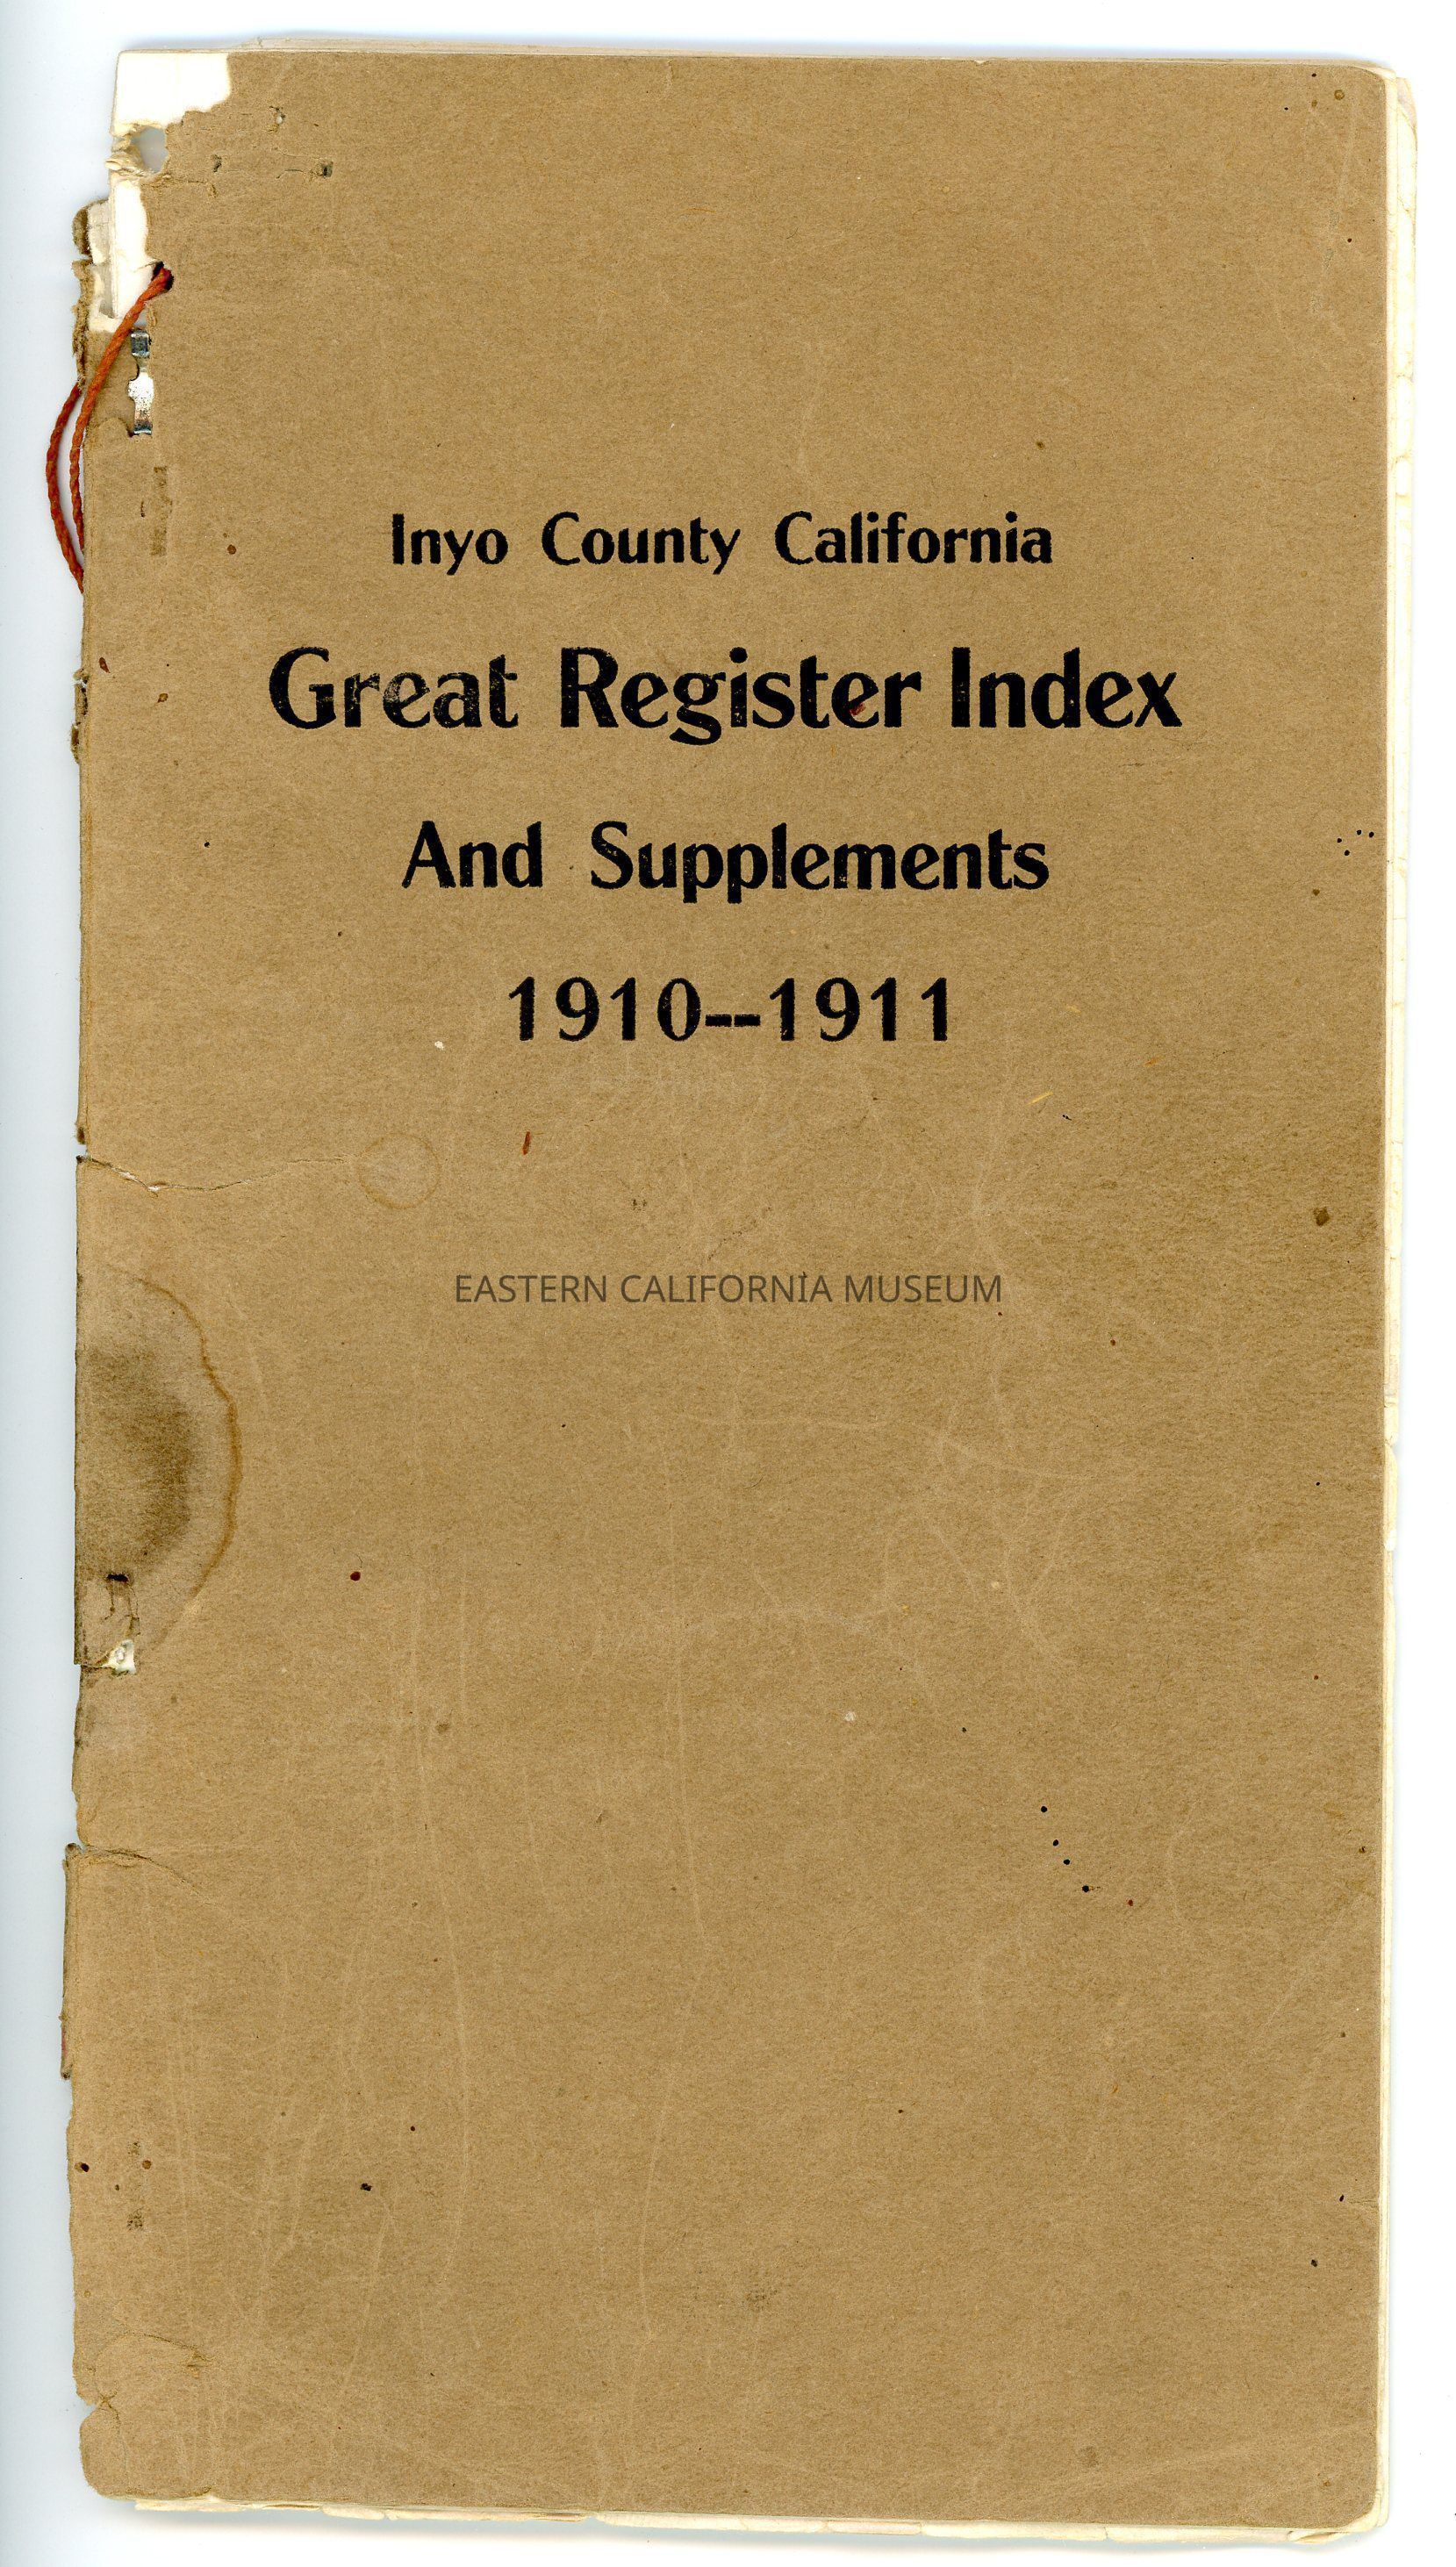 Inyo County California
Great Register Index
And Supplements
1910--1911
EASTERN CALIFORNIA MUSEUM